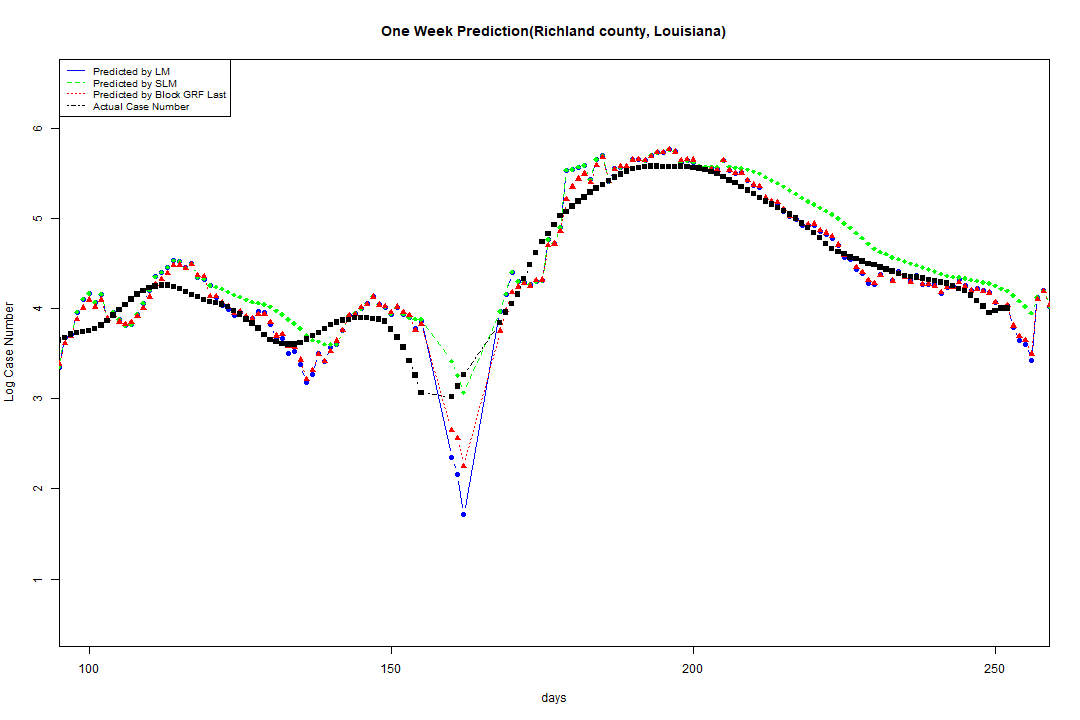 One Week Prediction(Richland county, Louisiana)
Predicted by LM
Predicted by SLM
Predicted by Block GRF Last
Actual Case Number
6
5
4
3
2
1
Log Case Number
100
150
200
250
days